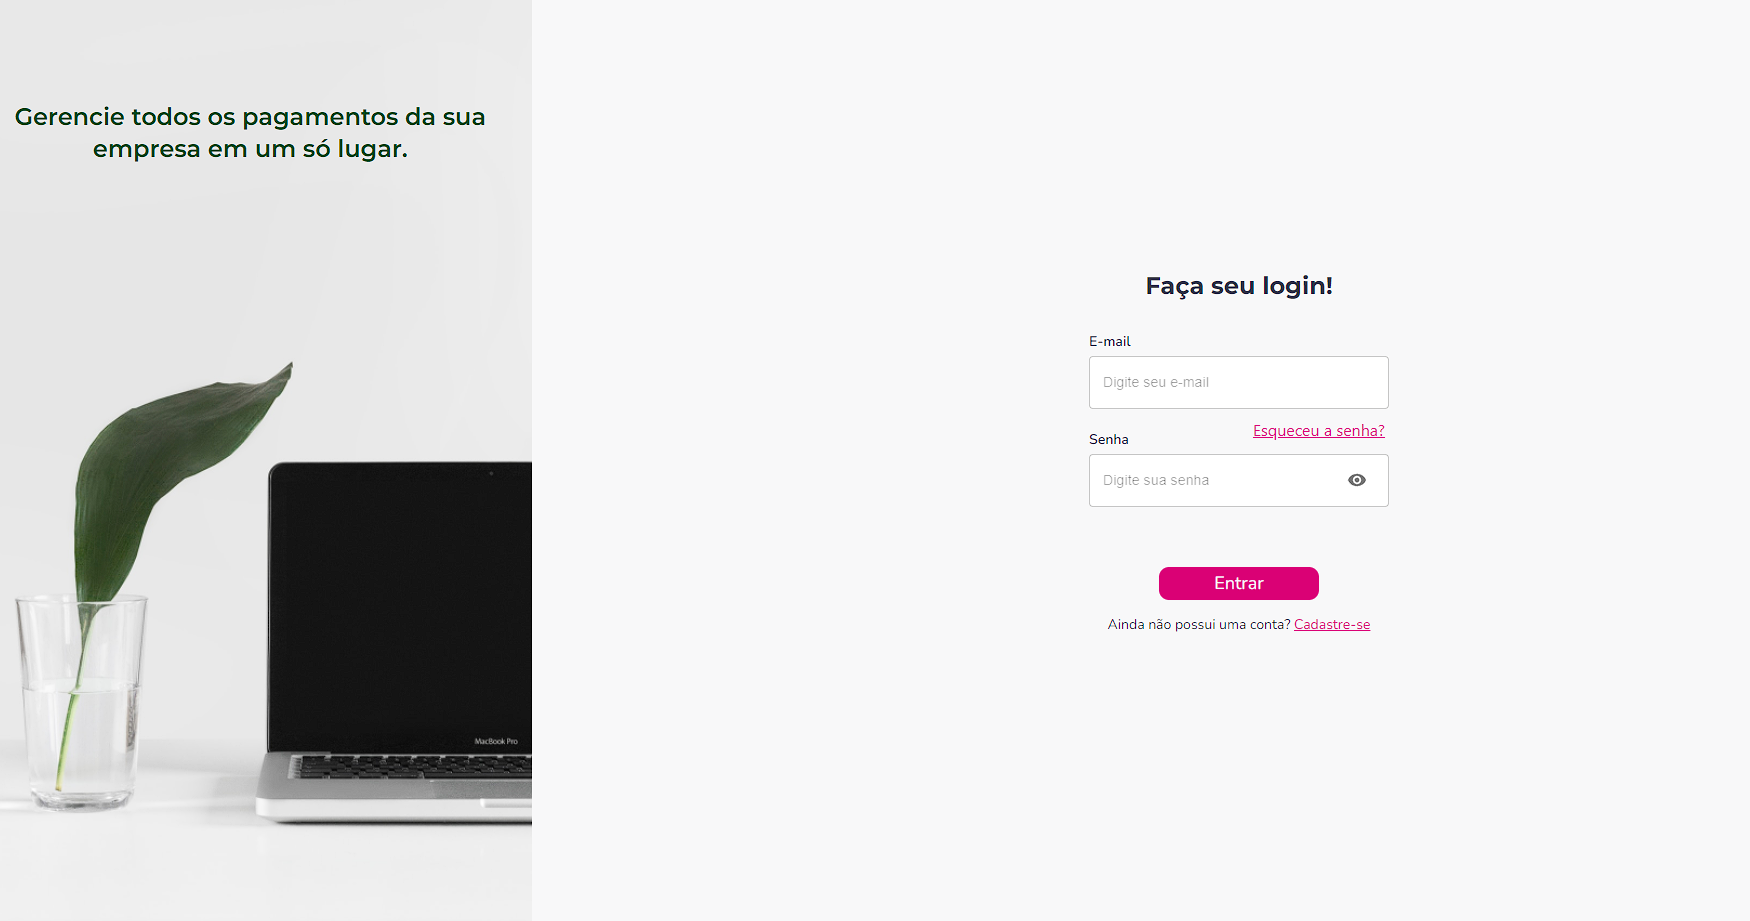 Gerencie todos os pagamentos da sua
empresa em um só lugar.
MacBook Pro
Faça seu login!
E-mail
Digite seu e-mail
Senha
Esqueceu a senha?
Digite sua senha
Entrar
Ainda não possui uma conta? Cadastre-se